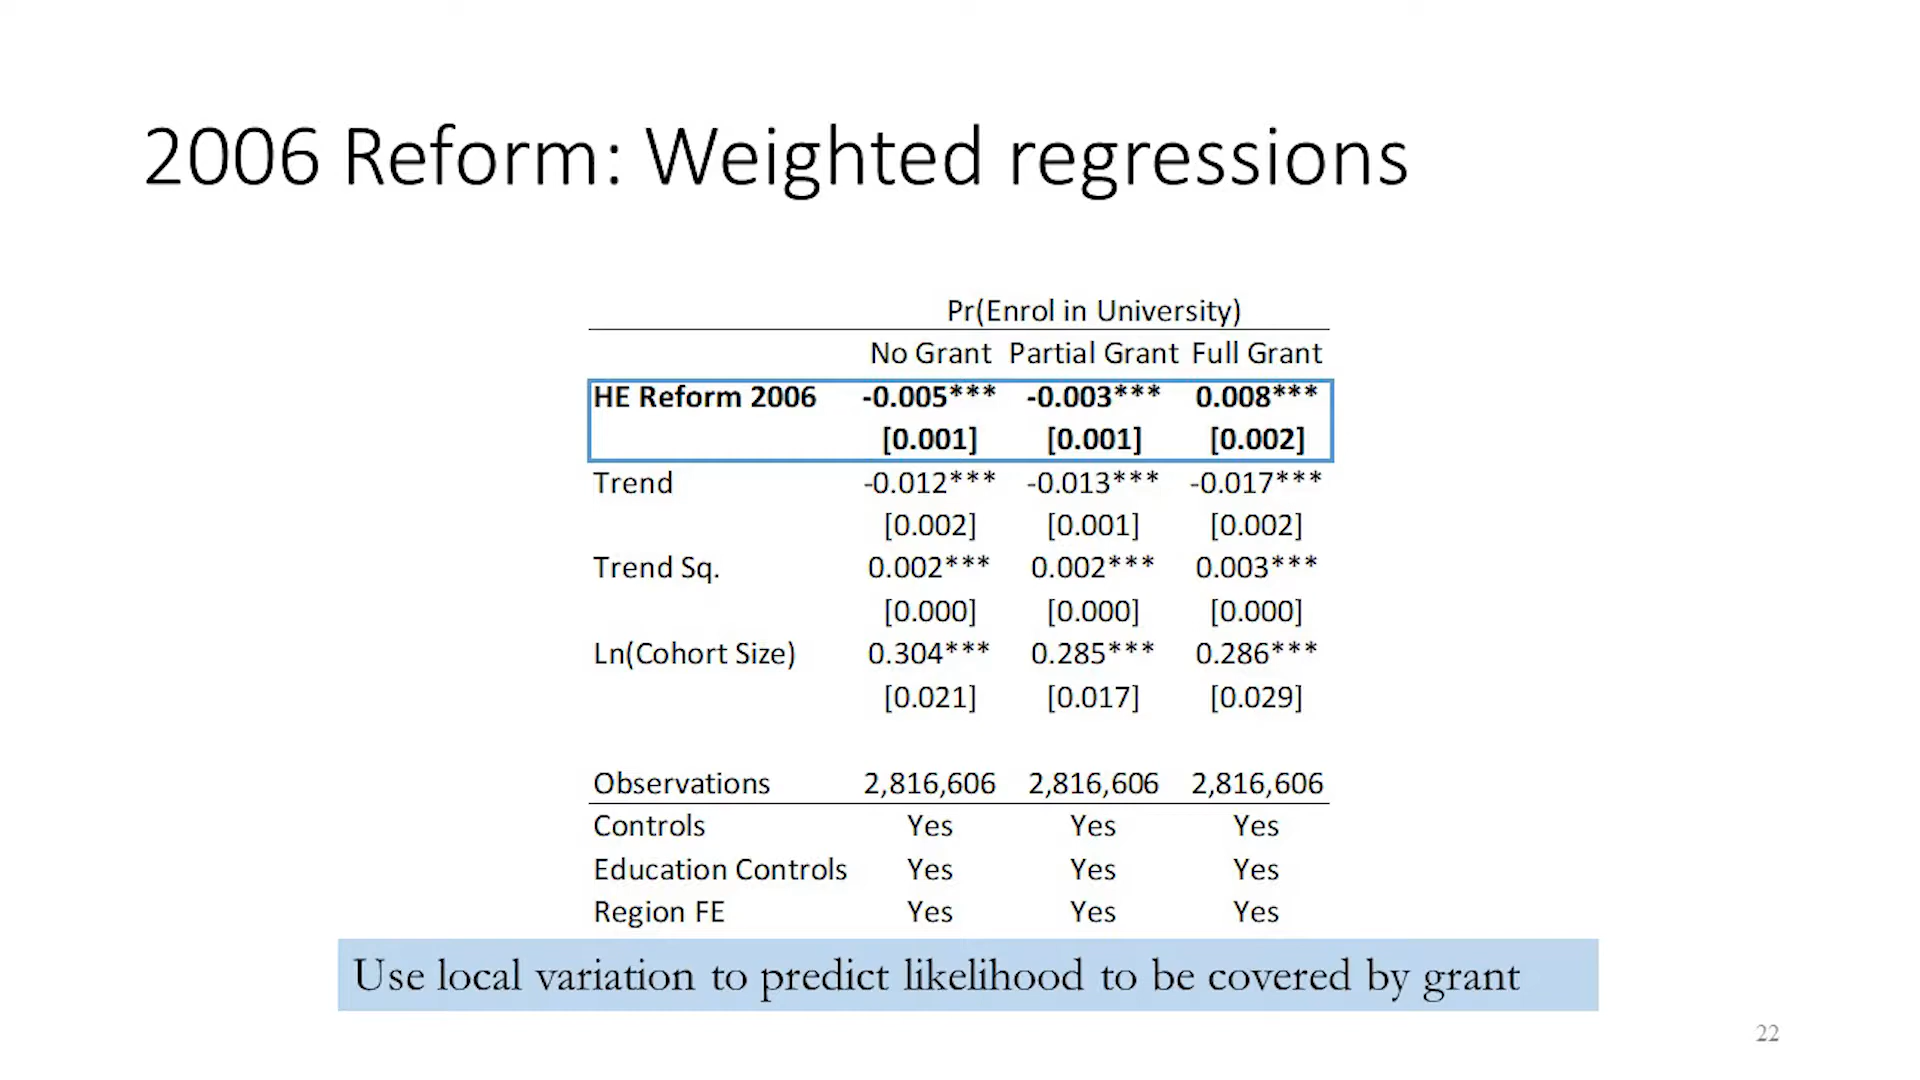 2006 Reform: Weighted regressions
Pr(Enrol in University)
No Grant Partial Grant Full Grant
HE Reform 2006 -0.005*** -0.003*** 0.008***
[0.001] [0.001] [0.002]
Trend -0.012*** -0.013*** -0.017***
[0.002] [0.001] [0.002]
Trend Sq. 0.002*** 0.002*** 0.003***
[0.000] [0.000] [0.000]
Ln(Cohort Size) 0.304*** 0.285*** 0.286***
[0.021] [0.017] [0.029]
Observations 2,816,606 2,816,606 2,816,606
Controls Yes Yes Yes
Education Controls Yes Yes Yes
Region FE Yes Yes Yes
Use local variation to predict likelihood to be covered by grant
22